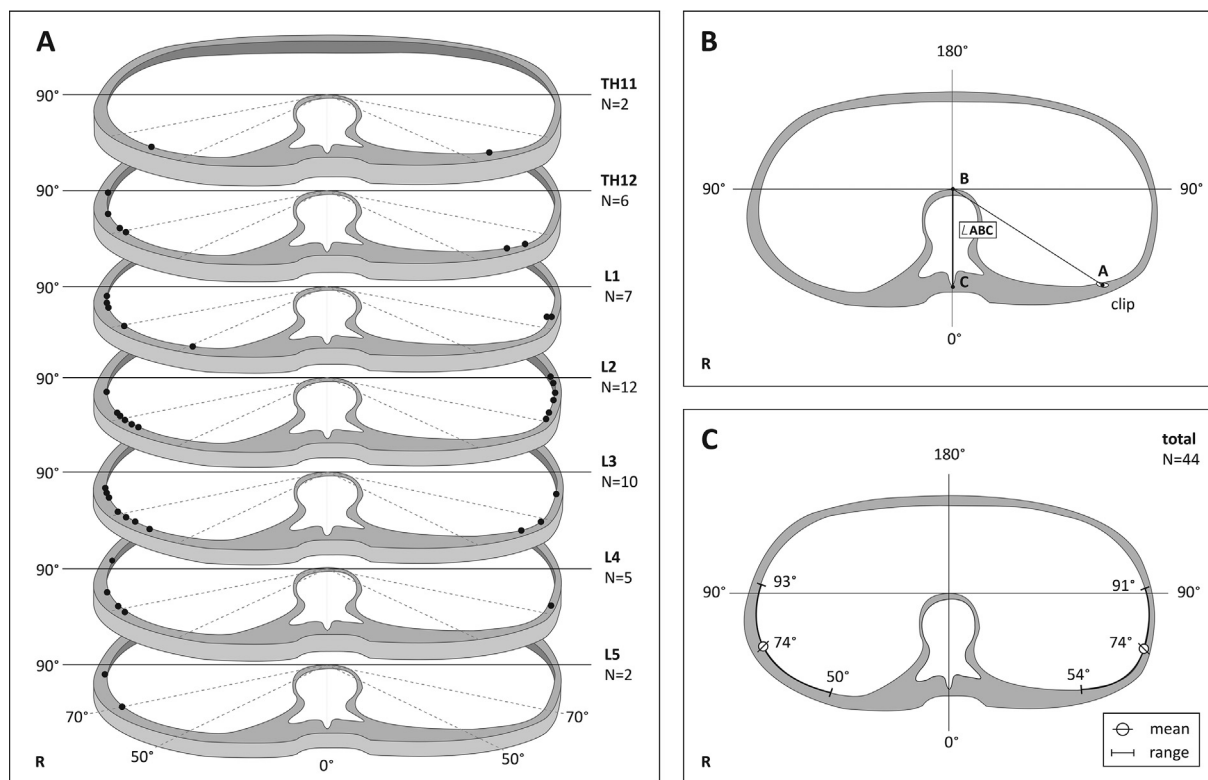 A
90°
TH11
N=2
90°
TH12
N=6
90°
L1
N=7
90°
L2
N=12
90°
L3
N=10
90°
L4
N=5
90°
L5
N=2
70°
70°
50°
0°
50°
R
B
180°
90°
B
90°
∠ABC
A
C
clip
0°
R
C
total
N=44
180°
90°
93°
91°
90°
74°
74°
50°
54°
0°
mean
range
R